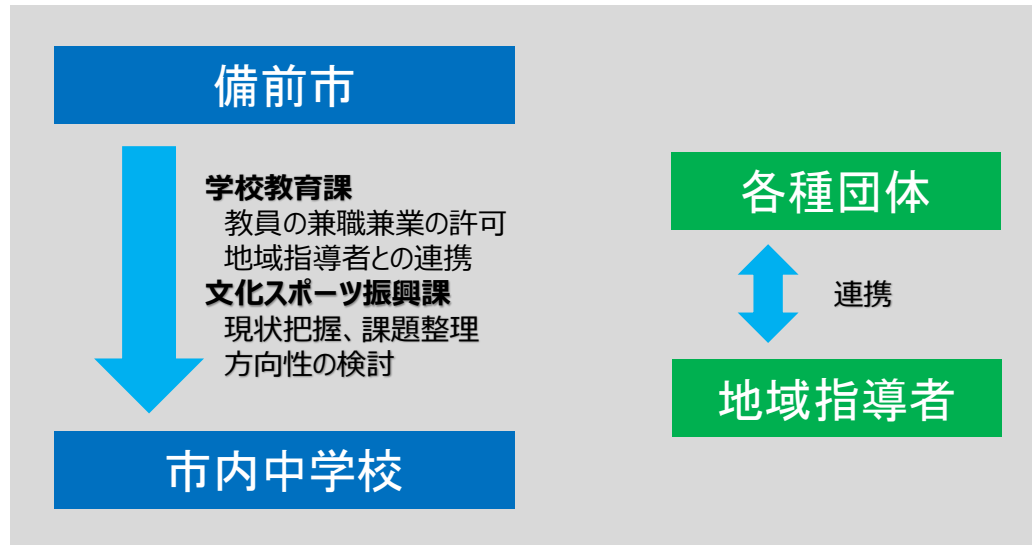 備前市
学校教育課
教員の兼職兼業の許可
地域指導者との連携
文化スポーツ振興課
現状把握、課題整理
方向性の検討
市内中学校
各種団体
連携
地域指導者